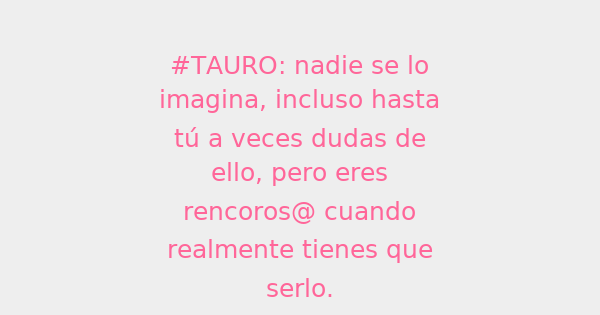 #TAURO: nadie se lo
imagina, incluso hasta
tú a veces dudas de
ello, pero eres
rencoros@ cuando
realmente tienes que
serlo.